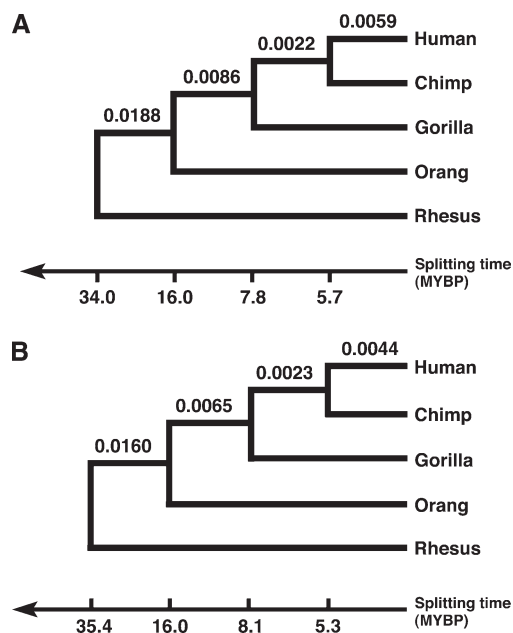 A
0.0059
Human
0.0022
Chimp
0.0086
Gorilla
0.0188
Orang
Rhesus
Splitting time
(MYBP)
34.0 16.0 7.8 5.7
B
0.0044
Human
0.0023
Chimp
0.0065
Gorilla
0.0160
Orang
Rhesus
Splitting time
(MYBP)
35.4 16.0 8.1 5.3